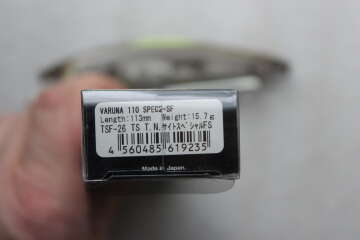 VARUNA 110 SPEC2-SF
Length:113mm Weight:15.7g
TSF-26 TS T.N.サイトスペシャルFS
4 560485 619235
Made in Japan.